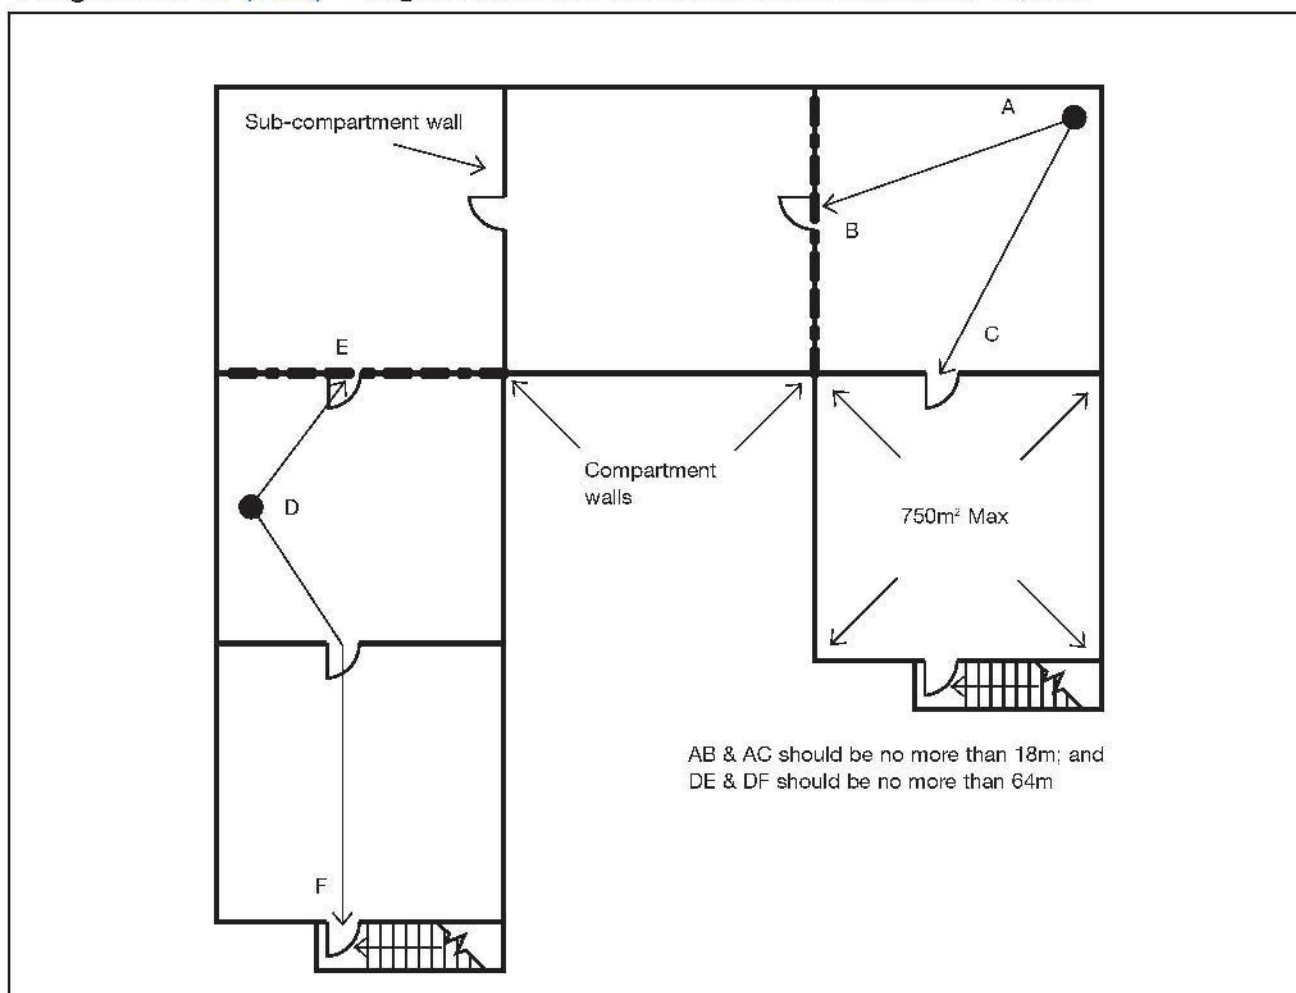 Sub-compartment wall
A
B
C
E
D
Compartment
walls
750m² Max
AB & AC should be no more than 18m; and
DE & DF should be no more than 64m
F